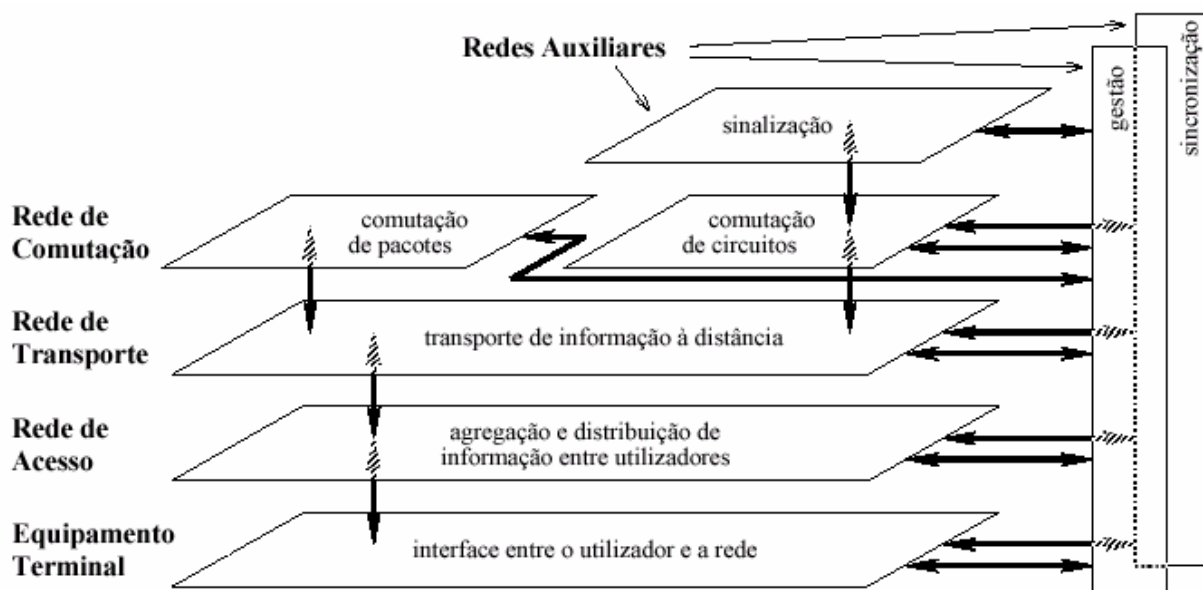 Redes Auxiliares
sincronização
gestão
sinalização
Rede de
Comutação
comutação
de pacotes
comutação
de circuitos
Rede de
Transporte
transporte de informação à distância
Rede de
Acesso
agregação e distribuição de
informação entre utilizadores
Equipamento
Terminal
interface entre o utilizador e a rede